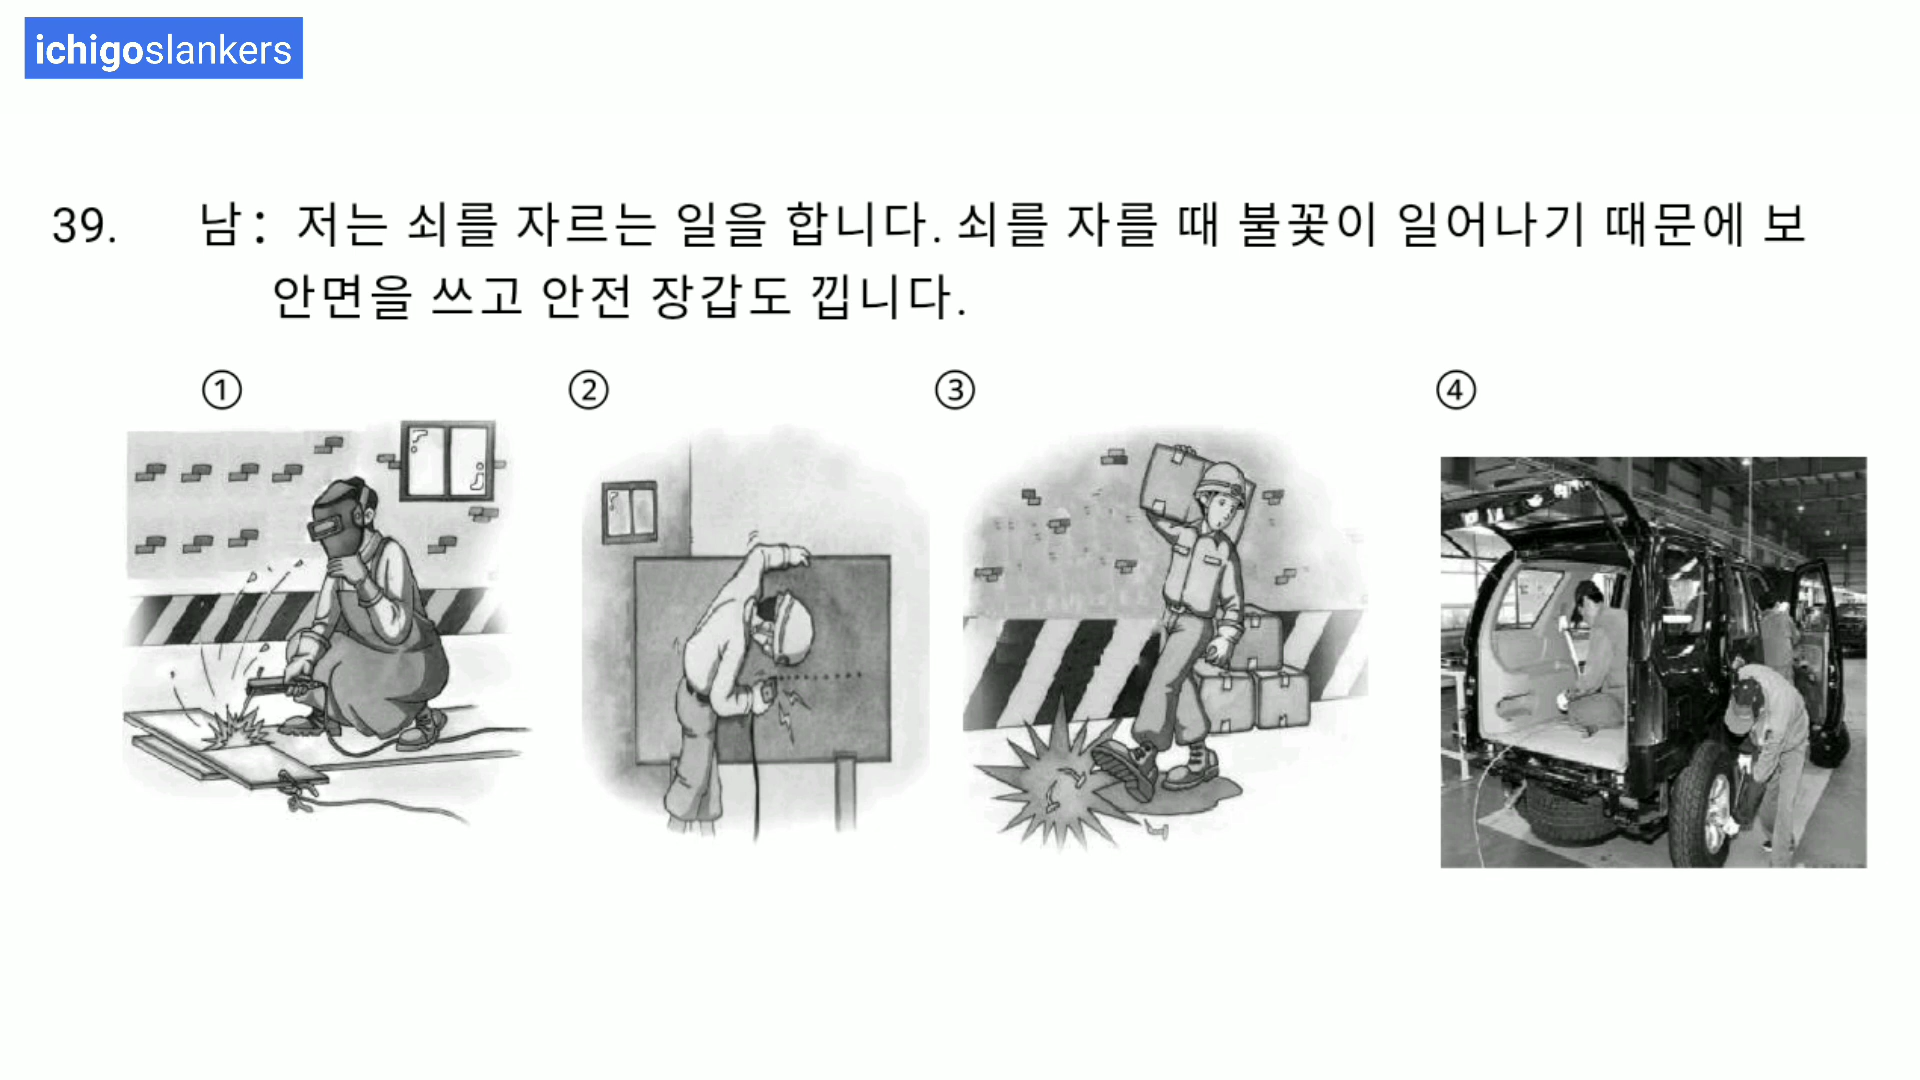 ichigoslankers
39. 남: 저는 쇠를 자르는 일을 합니다. 쇠를 자를 때 불꽃이 일어나기 때문에 보
안면을 쓰고 안전 장갑도 낍니다.
① ② ③ ④